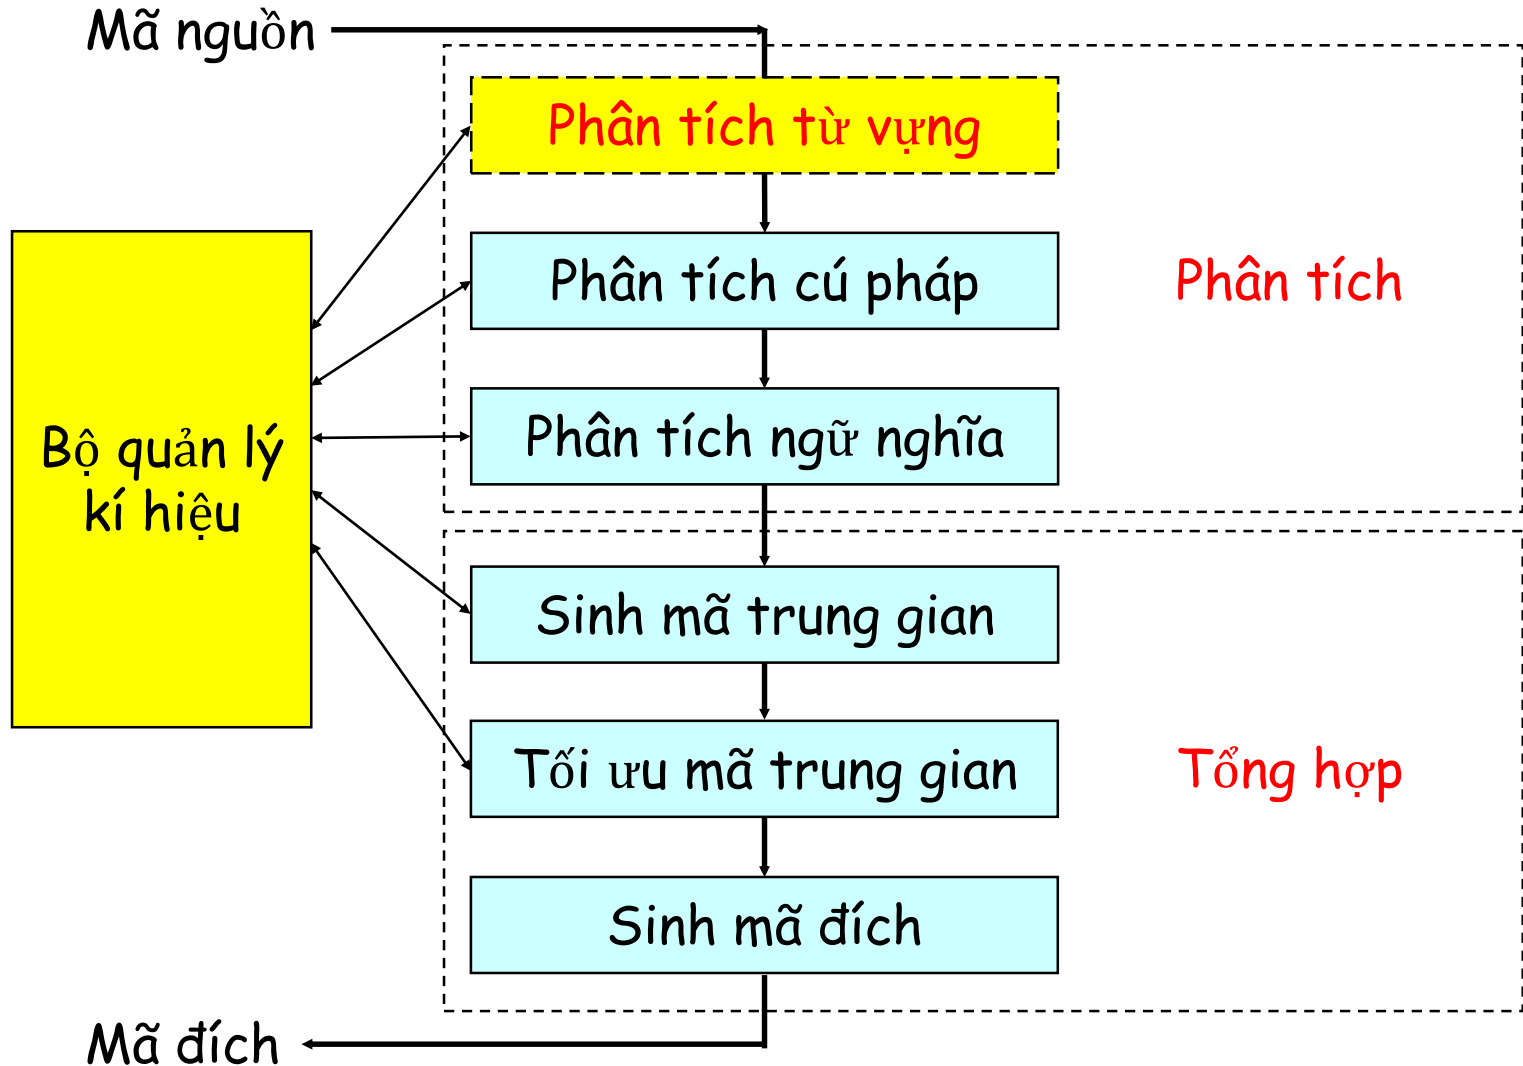 Mã nguồn
Phân tích từ vựng
Phân tích cú pháp
Phân tích
Phân tích ngữ nghĩa
Bộ quản lý
kí hiệu
Sinh mã trung gian
Tối ưu mã trung gian
Tổng hợp
Sinh mã đích
Mã đích